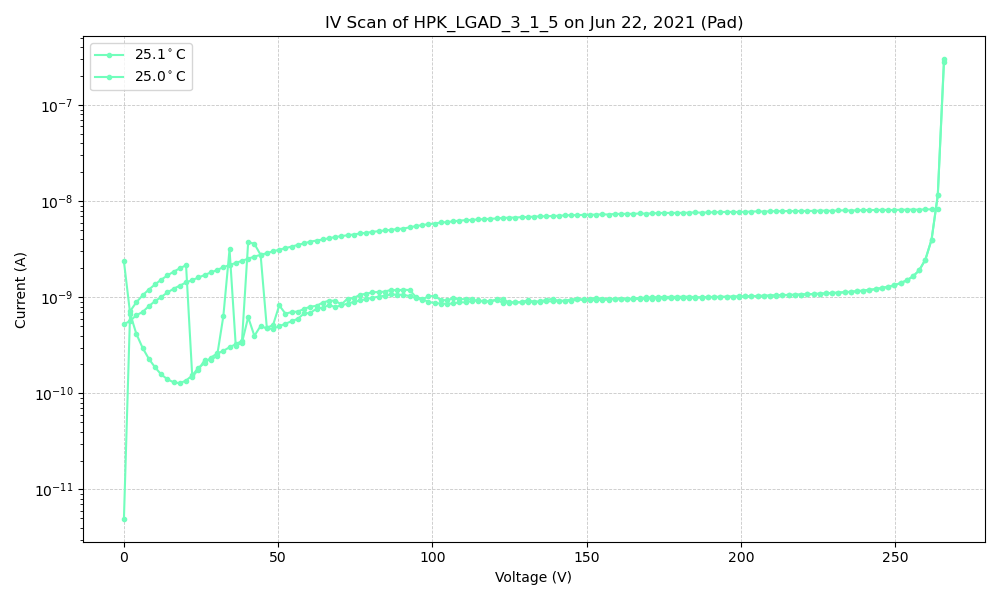 IV Scan of HPK_LGAD_3_1_5 on Jun 22, 2021 (Pad)
25.1°C
25.0°C
10⁻⁷
10⁻⁸
10⁻⁹
10⁻¹⁰
10⁻¹¹
Current (A)
0 50 100 150 200 250
Voltage (V)